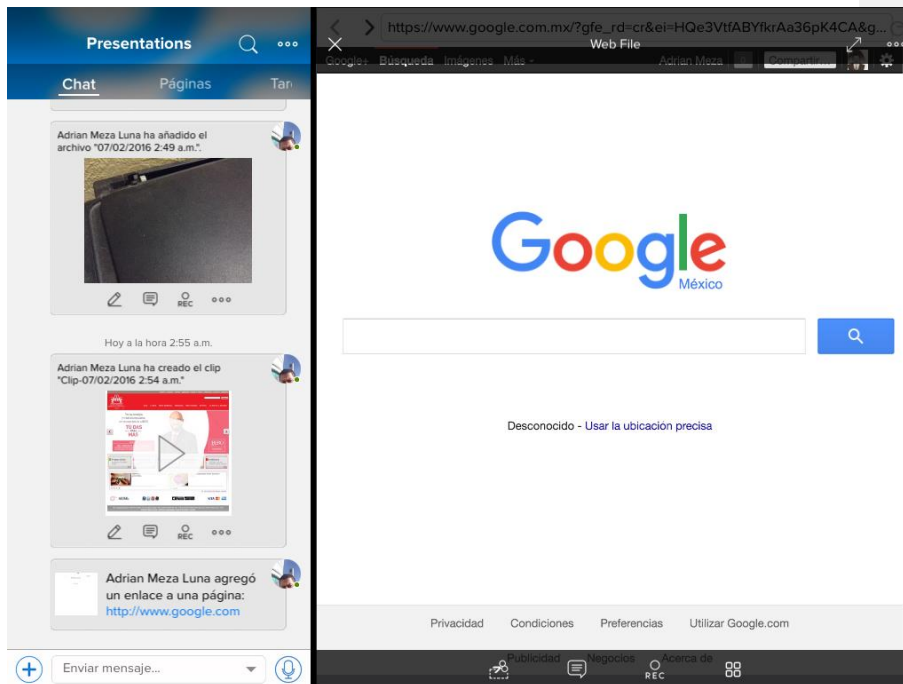 Presentations
Chat Páginas Tar
Adrian Meza Luna ha añadido el
archivo "07/02/2016 2:49 a.m.".
REC
Hoy a la hora 2:55 a.m.
Adrian Meza Luna ha creado el clip
"Clip-07/02/2016 2:54 a.m."
REC
Adrian Meza Luna agregó
un enlace a una página:
http://www.google.com
Enviar mensaje...
https://www.google.com.mx/?gfe_rd=cr&ei=HQe3VtfABYfkrAa36pK4CA&g...
Web File
Google+ Búsqueda Imágenes Más Adrian Meza Compartir...
Google
México
Desconocido - Usar la ubicación precisa
Privacidad Condiciones Preferencias Utilizar Google.com
Publicidad Negocios Acerca de
REC